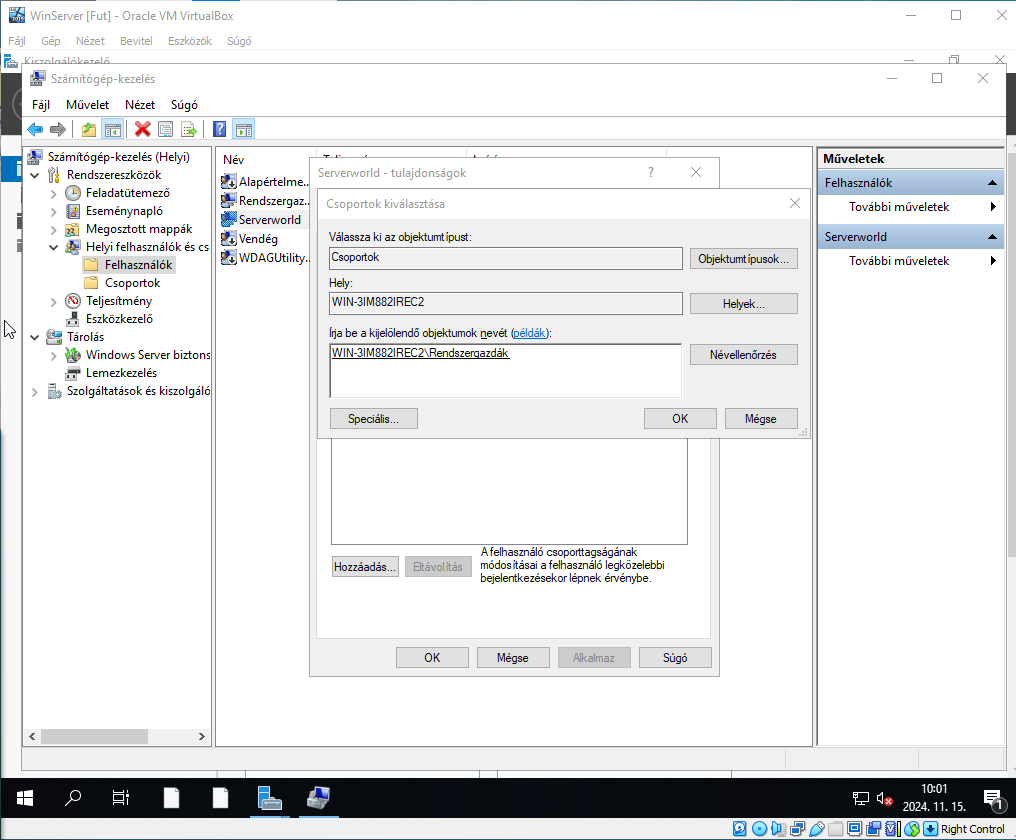 WinServer [Fut] - Oracle VM VirtualBox
Fájl Gép Nézet Bevitel Eszközök Súgó
Kiszolgálókezelő
Számítógép-kezelés
Fájl Művelet Nézet Súgó
Számítógép-kezelés (Helyi)
Rendszereszközök
Feladatütemező
Eseménynapló
Megosztott mappák
Helyi felhasználók és cs
Felhasználók
Csoportok
Teljesítmény
Eszközkezelő
Tárolás
Windows Server biztons
Lemezkezelés
Szolgáltatások és kiszolgáló
Név
Alapértelme...
Rendszergaz...
Serverworld
Vendég
WDAGUtility...
Serverworld - tulajdonságok
?
Csoportok kiválasztása
Válassza ki az objektumtípust:
Csoportok
Objektumtípusok...
Hely:
WIN-3IM882IREC2
Helyek...
Írja be a kijelölendő objektumok nevét (példák):
WIN-3IM882IREC2\Rendszergazdák
Névellenőrzés
Speciális...
OK
Mégse
Hozzáadás...
Eltávolítás
A felhasználó csoporttagságának
módosításai a felhasználó legközelebbi
bejelentkezésekor lépnek érvénybe.
OK
Mégse
Alkalmaz
Súgó
Műveletek
Felhasználók
További műveletek
Serverworld
További műveletek
10:01
2024. 11. 15.
1
Right Control